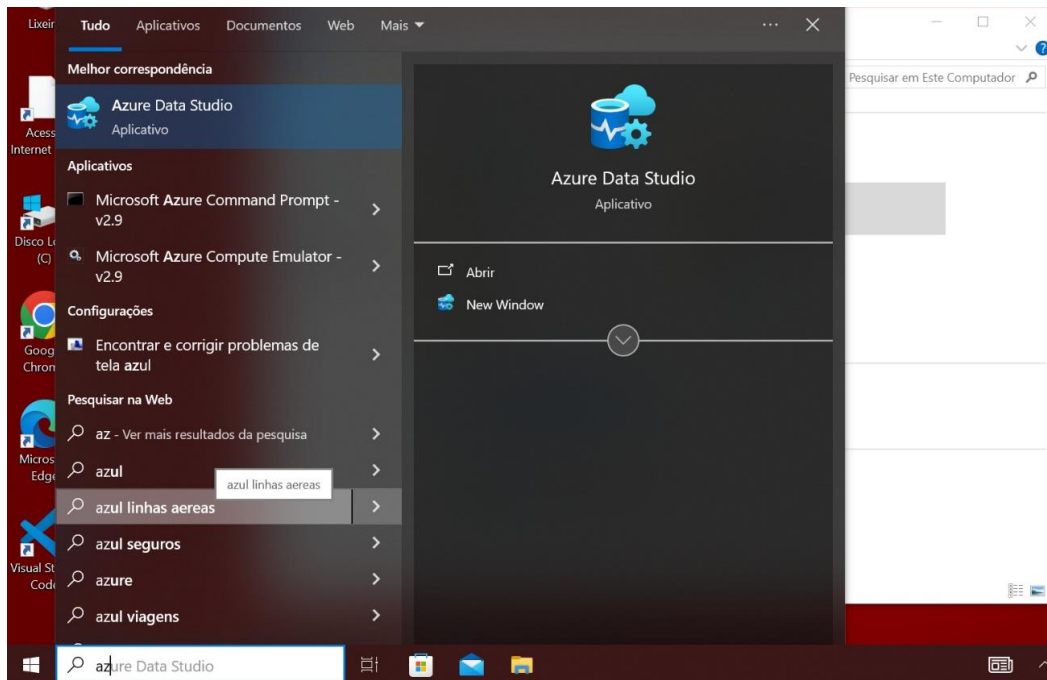 Lixeir
Tudo Aplicativos Documentos Web Mais
Pesquisar em Este Computador
Melhor correspondência
Azure Data Studio
Aplicativo
Acess
Internet
Aplicativos
Microsoft Azure Command Prompt -
v2.9
Microsoft Azure Compute Emulator -
v2.9
Disco Lo
(C)
Configurações
Encontrar e corrigir problemas de
tela azul
Goog
Chrom
Pesquisar na Web
az - Ver mais resultados da pesquisa
azul
azul linhas aereas
azul linhas aereas
azul seguros
azure
azul viagens
Micros
Edge
Visual St
Code
Azure Data Studio
Aplicativo
Abrir
New Window
azure Data Studio